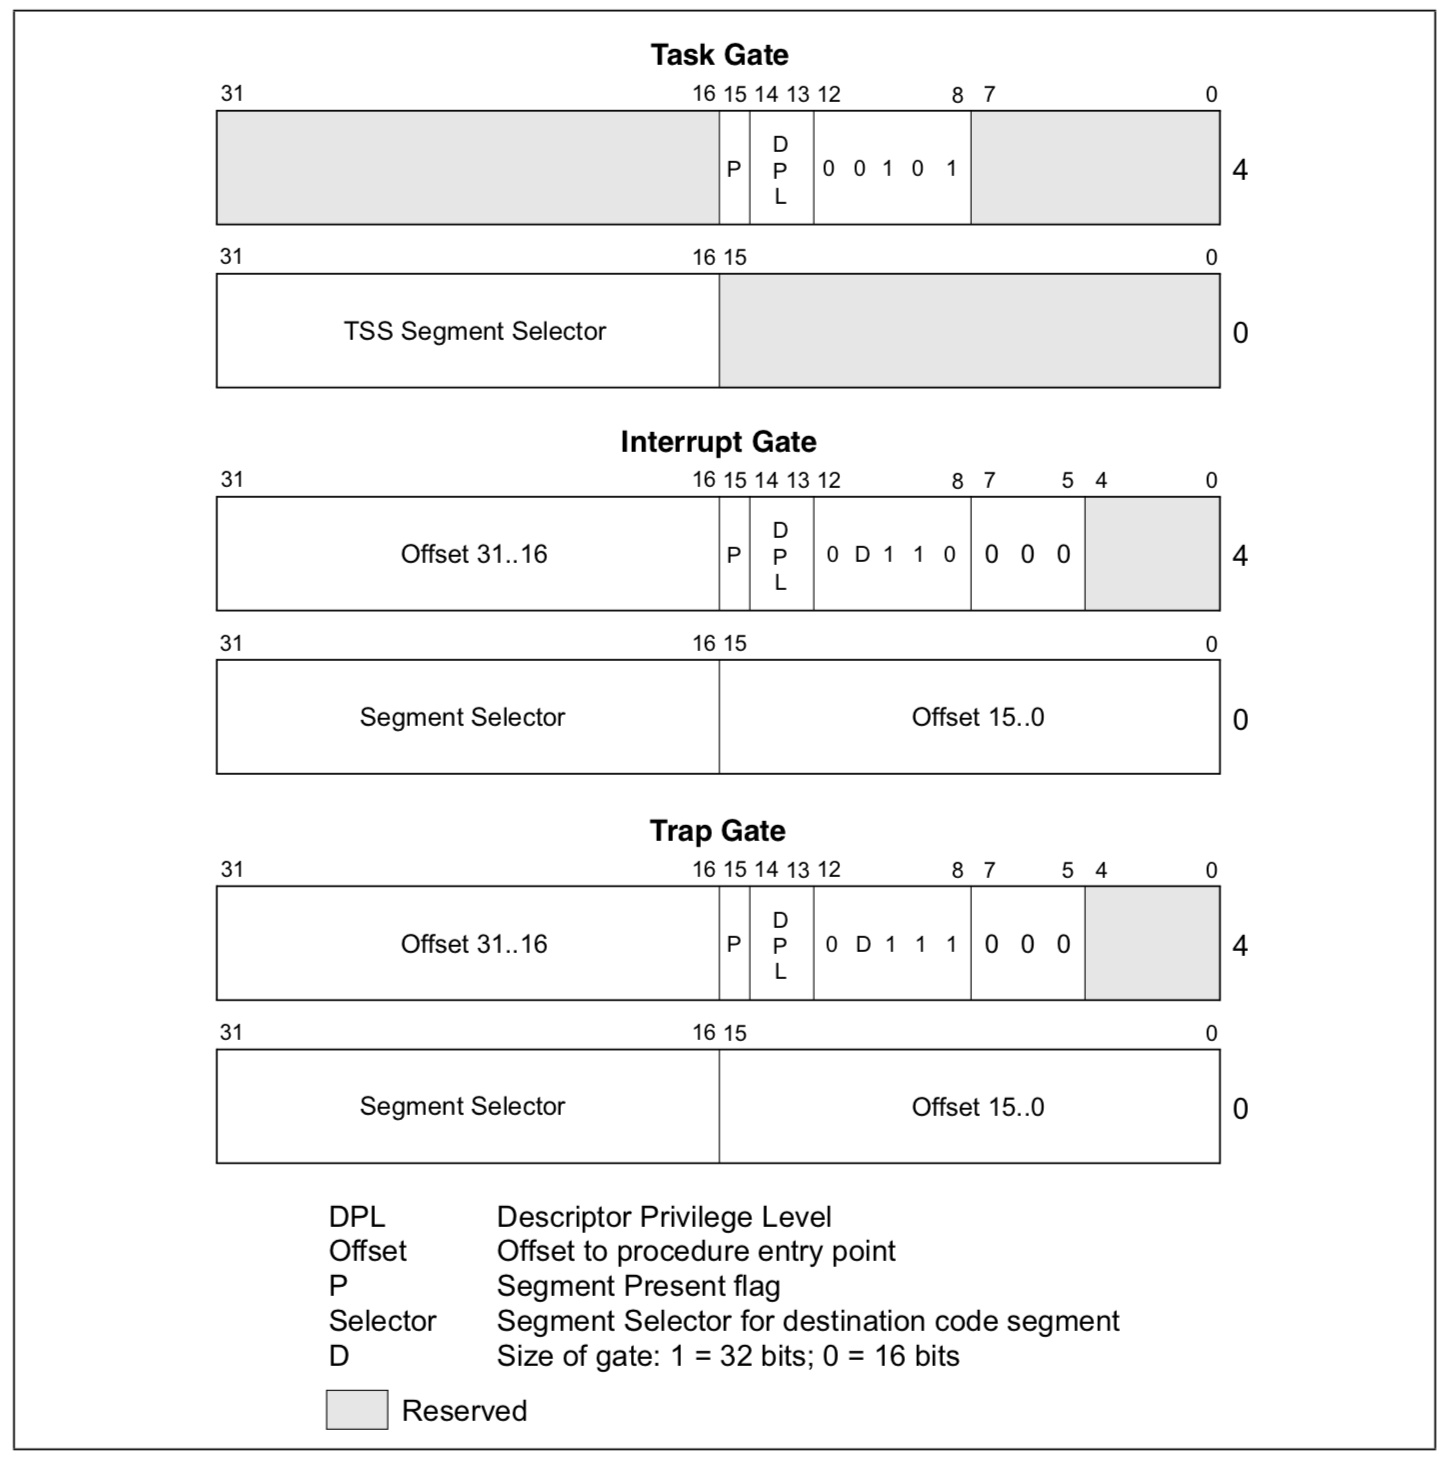 Task Gate
31 16 15 14 13 12 8 7 0
P D P L 0 0 1 0 1 4
31 16 15 0
TSS Segment Selector 0
Interrupt Gate
31 16 15 14 13 12 8 7 5 4 0
Offset 31..16 P D P L 0 D 1 1 0 0 0 0 4
31 16 15 0
Segment Selector Offset 15..0 0
Trap Gate
31 16 15 14 13 12 8 7 5 4 0
Offset 31..16 P D P L 0 D 1 1 1 0 0 0 4
31 16 15 0
Segment Selector Offset 15..0 0
DPL Descriptor Privilege Level
Offset Offset to procedure entry point
P Segment Present flag
Selector Segment Selector for destination code segment
D Size of gate: 1 = 32 bits; 0 = 16 bits
Reserved